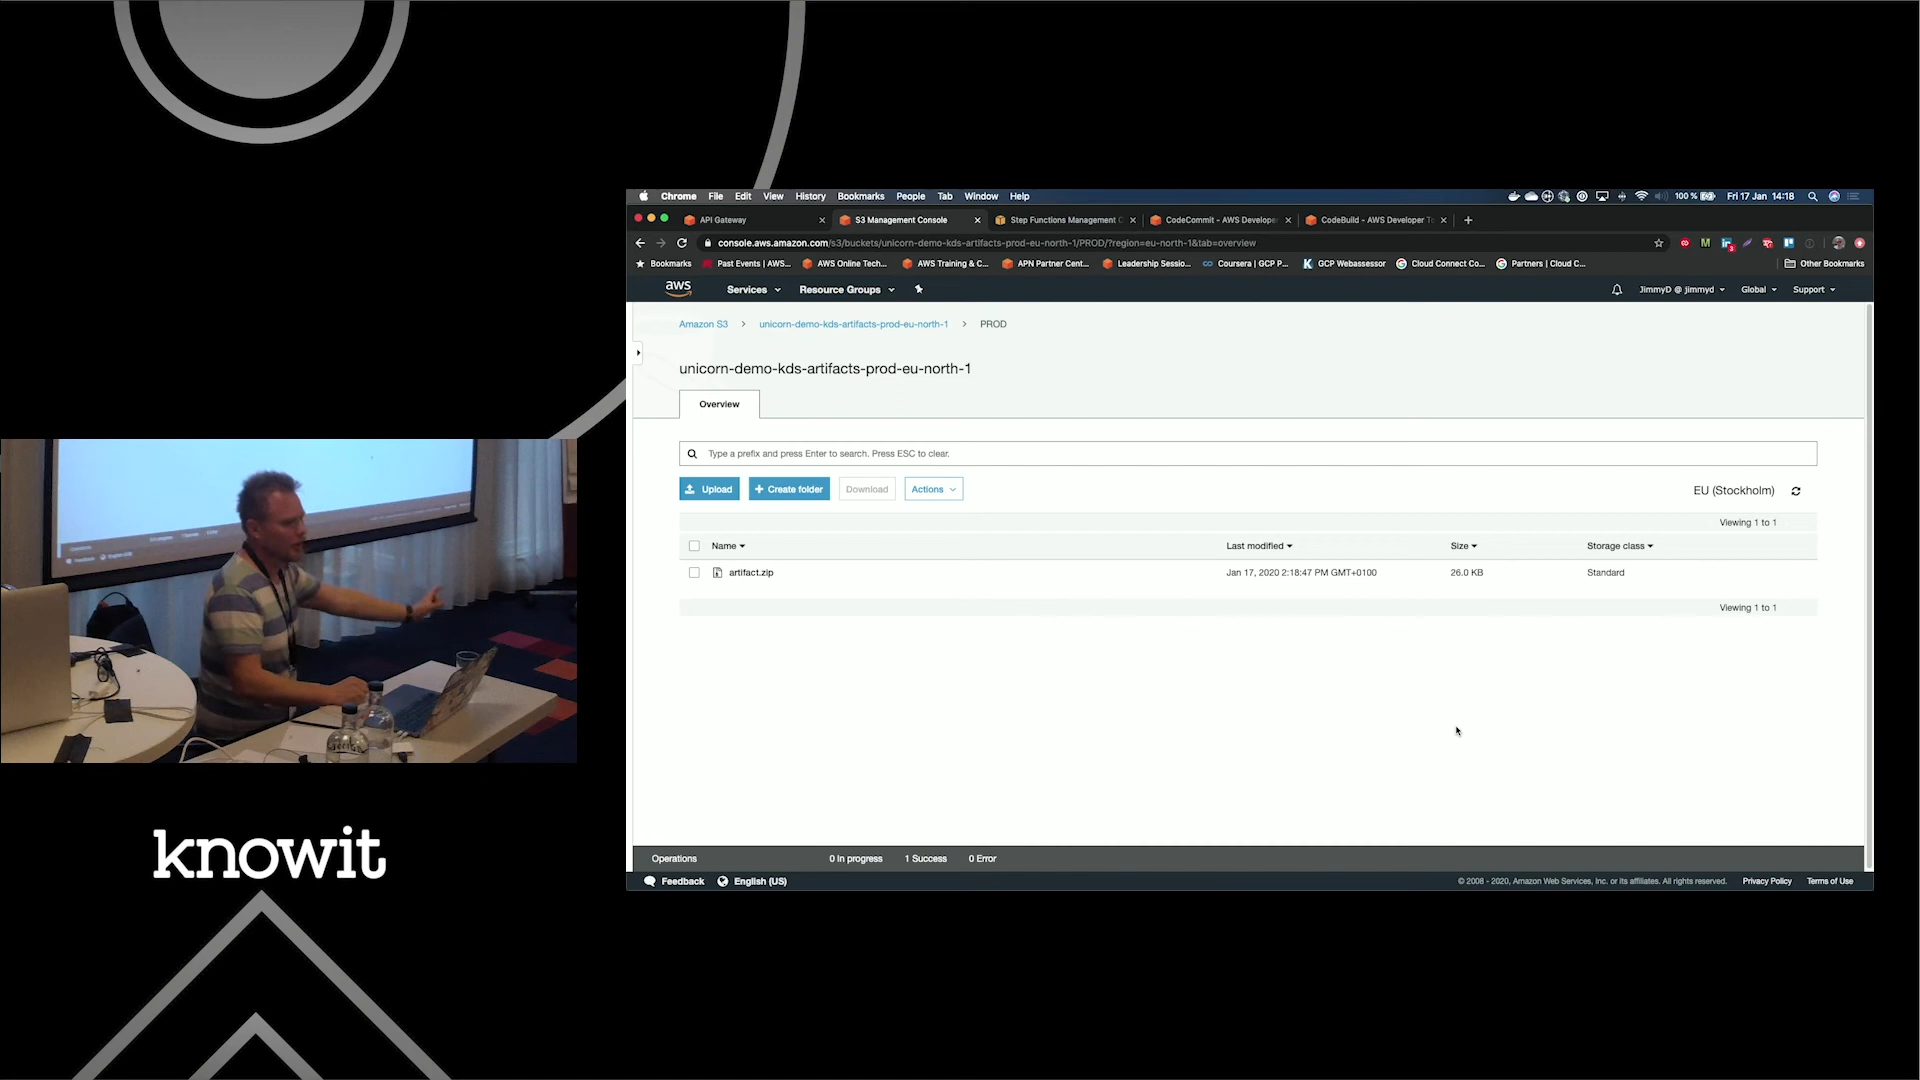 Chrome File Edit View History Bookmarks People Tab Window Help 100 % Fri 17 Jan 14:18
API Gateway S3 Management Console Step Functions Management C CodeCommit - AWS Develope CodeBuild - AWS Developer T
console.aws.amazon.com/s3/buckets/unicorn-demo-kds-artifacts-prod-eu-north-1/PROD/?region=eu-north-1&tab=overview
Bookmarks Past Events | AWS... AWS Online Tech... AWS Training & C... APN Partner Cent... Leadership Sessio... Coursera | GCP P... GCP Webassessor Cloud Connect Co... Partners | Cloud C... Other Bookmarks
aws Services Resource Groups JimmyD @ jimmyd Global Support
Amazon S3 > unicorn-demo-kds-artifacts-prod-eu-north-1 > PROD
unicorn-demo-kds-artifacts-prod-eu-north-1
Overview
Type a prefix and press Enter to search. Press ESC to clear.
Upload + Create folder Download Actions EU (Stockholm)
Viewing 1 to 1
Name Last modified Size Storage class
artifact.zip Jan 17, 2020 2:18:47 PM GMT+0100 26.0 KB Standard
Viewing 1 to 1
Operations 0 In progress 1 Success 0 Error
Feedback English (US) © 2008 - 2020, Amazon Web Services, Inc. or its affiliates. All rights reserved. Privacy Policy Terms of Use
knowit